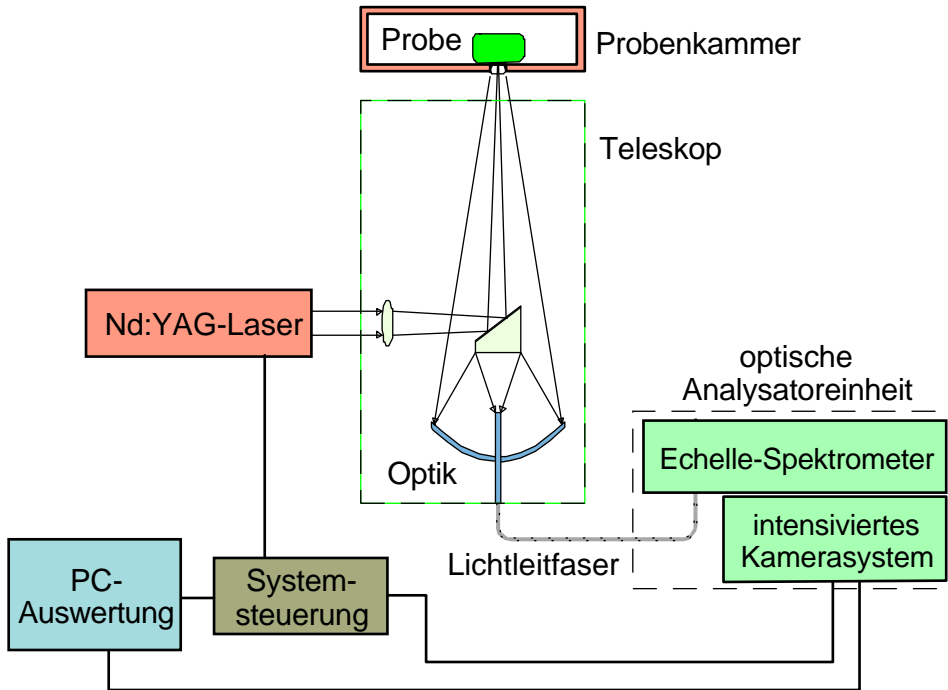 Probe
Probenkammer
Teleskop
Nd:YAG-Laser
optische
Analysatoreinheit
Echelle-Spektrometer
Optik
intensiviertes
Kamerasystem
Lichtleitfaser
PC-
Auswertung
System-
steuerung